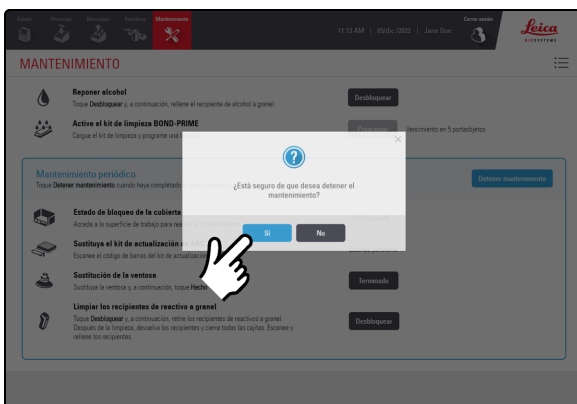 Estado
Precargar
Descargar
Reactivos
Mantenimiento
11:13 AM | 05/dic./2022 | Jane Doe
Cerrar sesión
Leica
BIOSYSTEMS
MANTENIMIENTO
Reponer alcohol
Toque Desbloquear y, a continuación, rellene el recipiente de alcohol a granel.
Desbloquear
Active el kit de limpieza BOND-PRIME
Cargue el kit de limpieza y programe una
Vencimiento en 5 portaobjetos
Mantenimiento periódico
Toque Detener mantenimiento cuando haya completado
Detener mantenimiento
¿Está seguro de que desea detener el
mantenimiento?
Sí
No
Estado de bloqueo de la cubierta
Acceda a la superficie de trabajo para
Sustituya el kit de actualización de ARC
Escanee el código de barras del kit de actualización
Sustitución de la ventosa
Sustituya la ventosa y, a continuación, toque Hecho
Terminado
Limpiar los recipientes de reactivo a granel
Toque Desbloquear y, a continuación, retire los recipientes de reactivos a granel.
Después de la limpieza, devuelva los recipientes y cierre todas las cajitas. Escanee y
rellene los recipientes.
Desbloquear